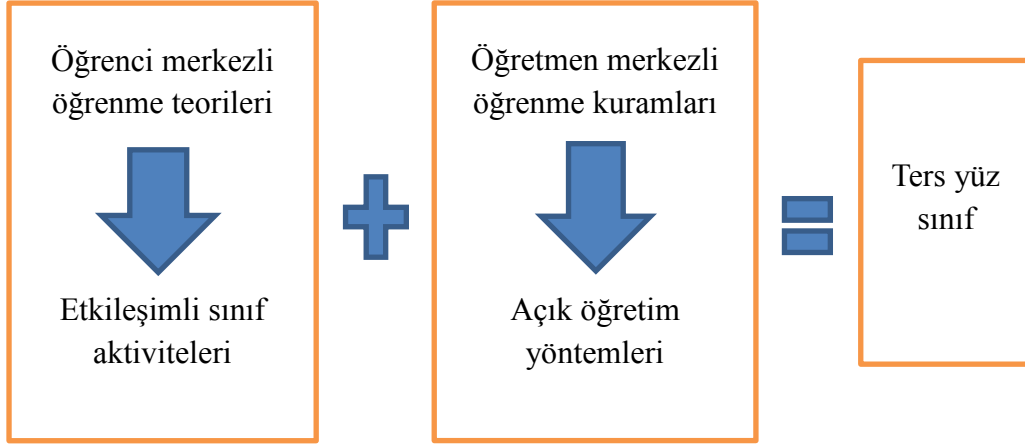 Öğrenci merkezli
öğrenme teorileri
Etkileşimli sınıf
aktiviteleri
Öğretmen merkezli
öğrenme kuramları
Açık öğretim
yöntemleri
Ters yüz
sınıf